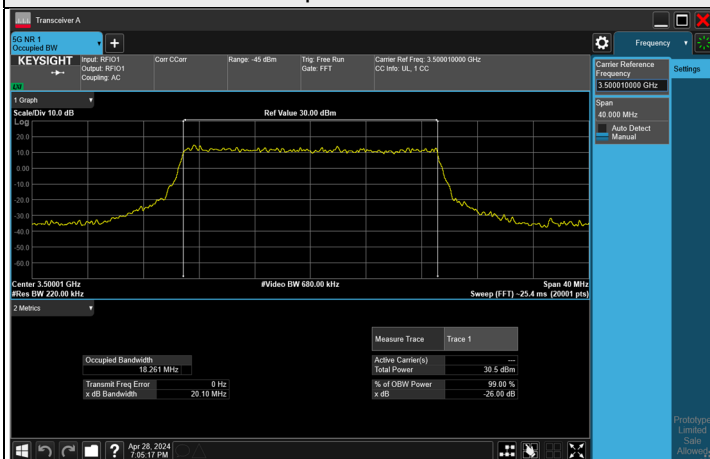 Transceiver A
5G NR 1
Occupied BW
Frequency
KEYSIGHT
Input: RFIO1
Output: RFIO1
Coupling: AC
Corr CCorr
Range: -45 dBm
Trig: Free Run
Gate: FFT
Carrier Ref Freq: 3.500010000 GHz
CC Info: UL, 1 CC
LV
Carrier Reference
Frequency
3.500010000 GHz
Settings
Span
40.000 MHz
Auto Detect
Manual
1 Graph
Scale/Div 10.0 dB
Ref Value 30.00 dBm
Log
20.0
10.0
0.00
-10.0
-20.0
-30.0
-40.0
-50.0
-60.0
Center 3.50001 GHz
#Video BW 680.00 kHz
Span 40 MHz
#Res BW 220.00 kHz
Sweep (FFT) ~25.4 ms (20001 pts)
2 Metrics
Measure Trace
Trace 1
Occupied Bandwidth
18.261 MHz
Active Carrier(s)
---
Total Power
30.5 dBm
Transmit Freq Error
0 Hz
x dB Bandwidth
20.10 MHz
% of OBW Power
99.00 %
x dB
-26.00 dB
Apr 28, 2024
7:05:17 PM
Prototype
Limited
Sale
Allowed